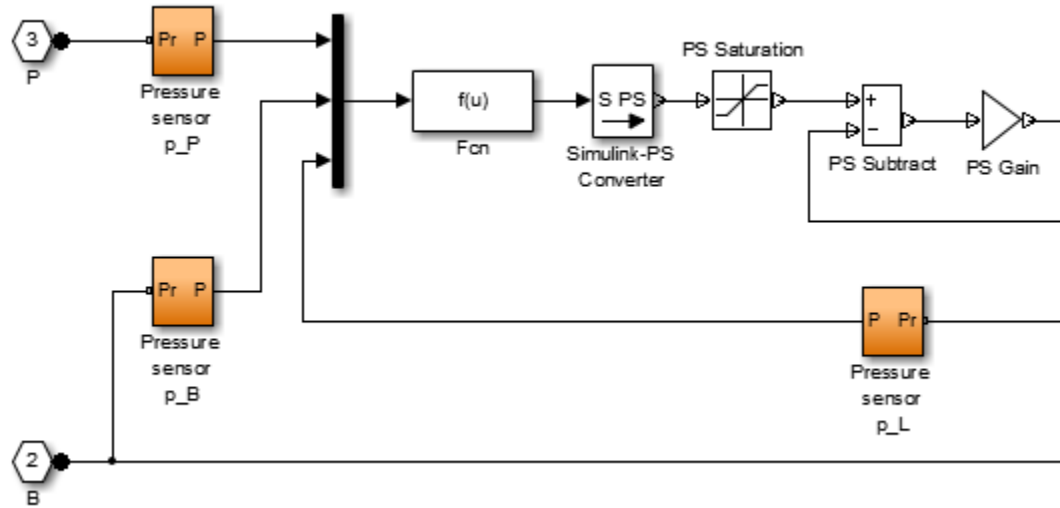 3
P
Pr P
Pressure
sensor
p_P
f(u)
Fcn
S PS
Simulink-PS
Converter
PS Saturation
+
−
PS Subtract
PS Gain
Pr P
Pressure
sensor
p_B
P Pr
Pressure
sensor
p_L
2
B